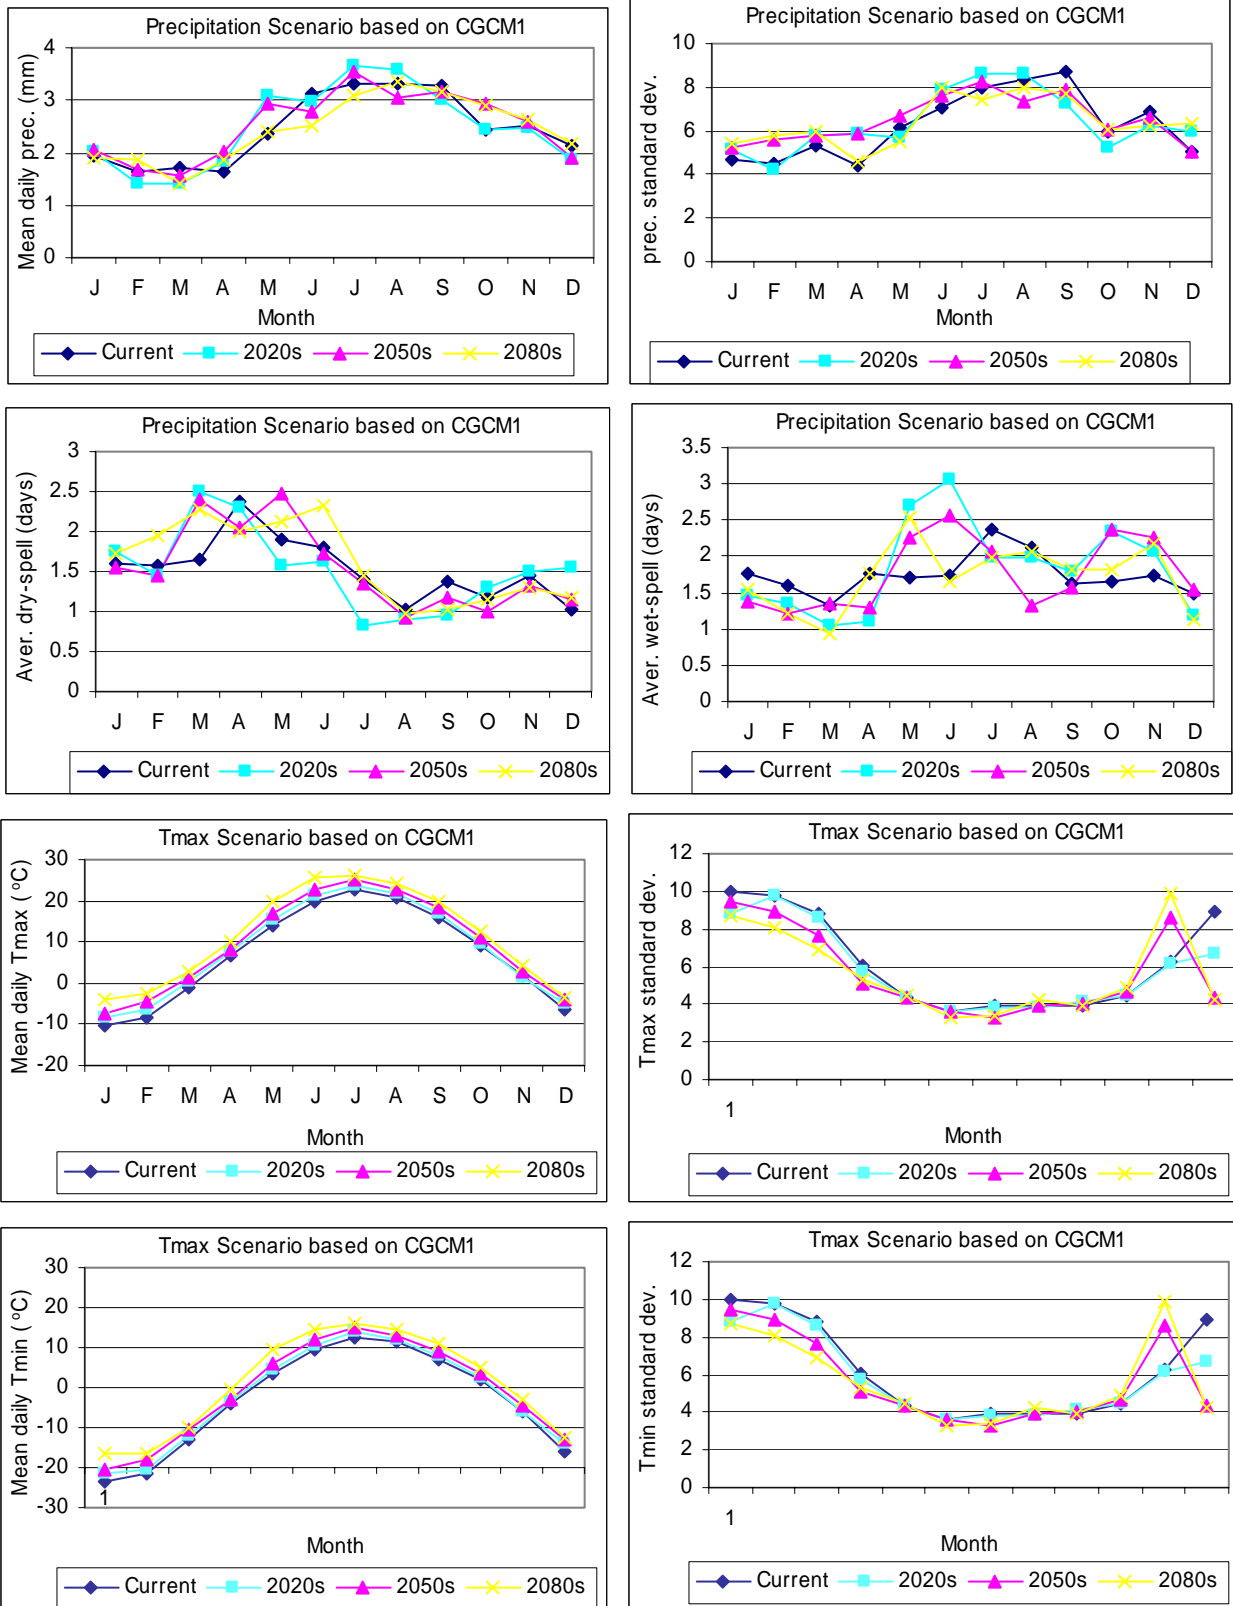 Precipitation Scenario based on CGCM1
Mean daily prec. (mm)
4
3
2
1
0
J F M A M J J A S O N D
Month
Current 2020s 2050s 2080s
Precipitation Scenario based on CGCM1
prec. standard dev.
10
8
6
4
2
0
J F M A M J J A S O N D
Month
Current 2020s 2050s 2080s
Precipitation Scenario based on CGCM1
Aver. dry-spell (days)
3
2.5
2
1.5
1
0.5
0
J F M A M J J A S O N D
Current 2020s 2050s 2080s
Precipitation Scenario based on CGCM1
Aver. wet-spell (days)
3.5
3
2.5
2
1.5
1
0.5
0
J F M A M J J A S O N D
Current 2020s 2050s 2080s
Tmax Scenario based on CGCM1
Mean daily Tmax ( ºC)
30
20
10
0
-10
-20
J F M A M J J A S O N D
Month
Current 2020s 2050s 2080s
Tmax Scenario based on CGCM1
Tmax standard dev.
12
10
8
6
4
2
0
1
Month
Current 2020s 2050s 2080s
Tmax Scenario based on CGCM1
Mean daily Tmin ( ºC)
30
20
10
0
-10
-20
-30
1
Month
Current 2020s 2050s 2080s
Tmax Scenario based on CGCM1
Tmin standard dev.
12
10
8
6
4
2
0
1
Month
Current 2020s 2050s 2080s